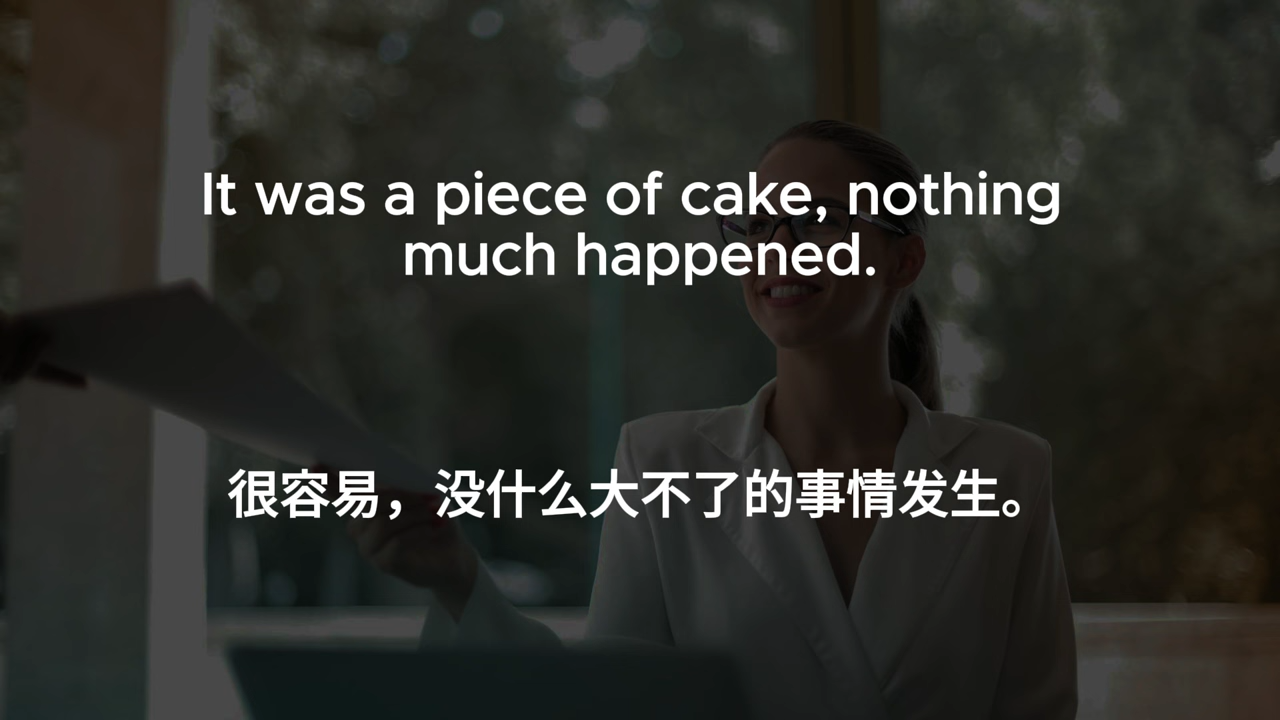 It was a piece of cake, nothing
much happened.
很容易，没什么大不了的事情发生。